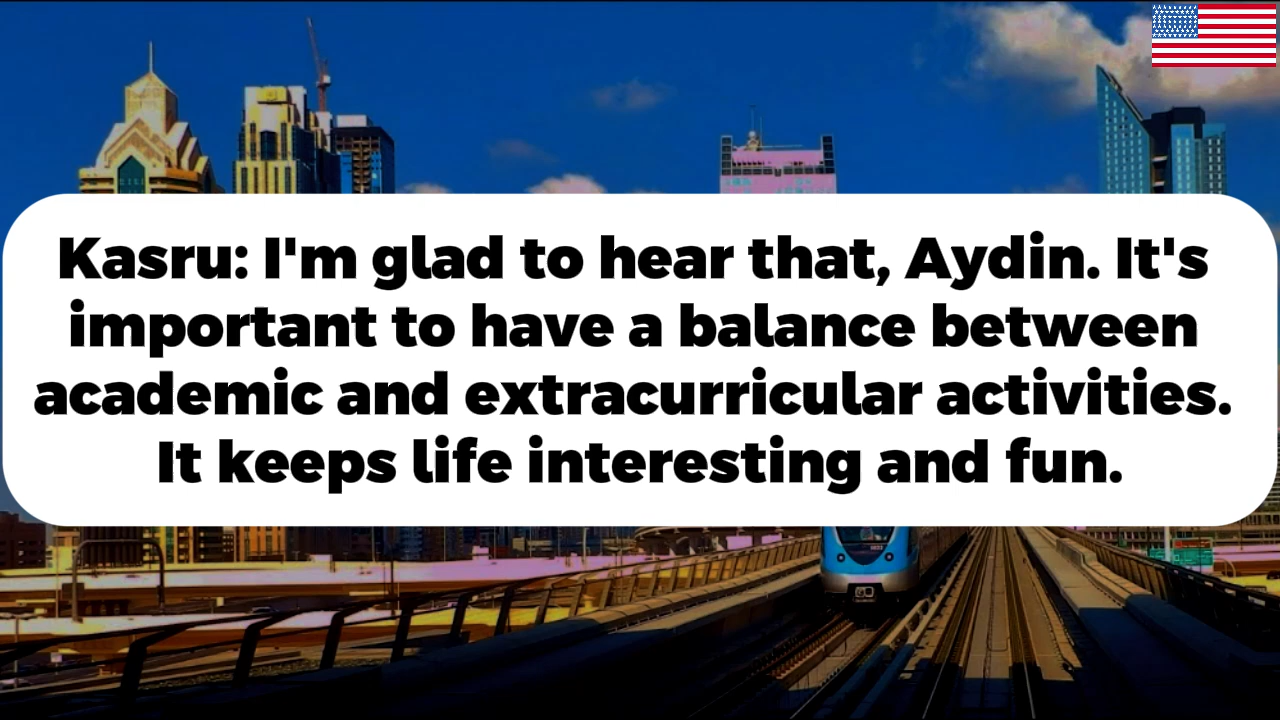 Kasru: I'm glad to hear that, Aydin. It's
important to have a balance between
academic and extracurricular activities.
It keeps life interesting and fun.